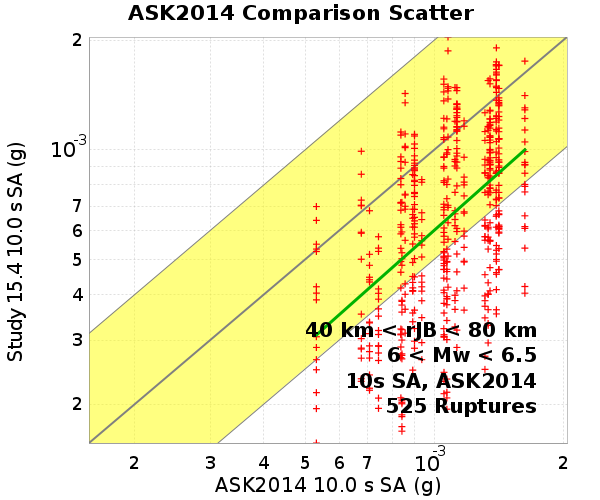 ASK2014 Comparison Scatter
Study 15.4 10.0 s SA (g)
2
10-3
7
6
5
4
3
2
40 km < rJB < 80 km
6 < Mw < 6.5
10s SA, ASK2014
525 Ruptures
2 3 4 5 6 7 10-3 2
ASK2014 10.0 s SA (g)